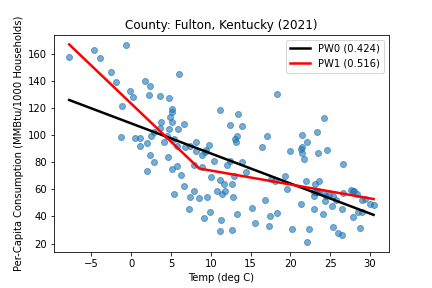 County: Fulton, Kentucky (2021)
Per-Capita Consumption (MMBtu/1000 Households)
160
140
120
100
80
60
40
20
PW0 (0.424)
PW1 (0.516)
−5 0 5 10 15 20 25 30
Temp (deg C)